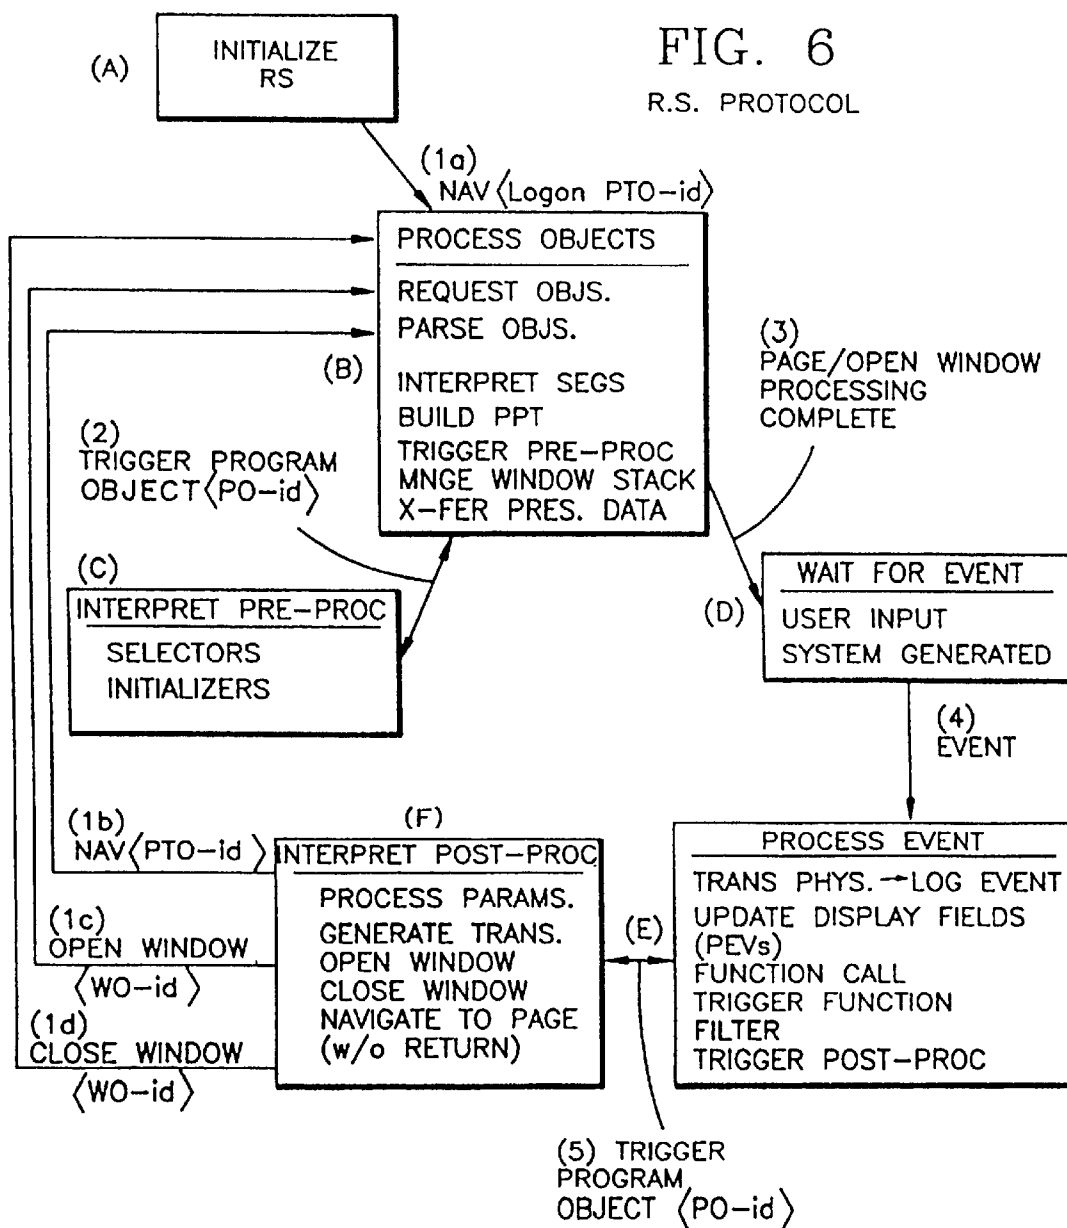 FIG. 6
R.S. PROTOCOL
(A)
INITIALIZE
RS
(1a)
NAV⟨Logon PTO-id⟩
PROCESS OBJECTS
REQUEST OBJS.
PARSE OBJS.
(B)
INTERPRET SEGS
BUILD PPT
TRIGGER PRE-PROC
MNGE WINDOW STACK
X-FER PRES. DATA
(2)
TRIGGER PROGRAM
OBJECT⟨PO-id⟩
(3)
PAGE/OPEN WINDOW
PROCESSING
COMPLETE
(C)
INTERPRET PRE-PROC
SELECTORS
INITIALIZERS
(D)
WAIT FOR EVENT
USER INPUT
SYSTEM GENERATED
(4)
EVENT
(1b)
NAV⟨PTO-id⟩
(1c)
OPEN WINDOW
⟨WO-id⟩
(1d)
CLOSE WINDOW
⟨WO-id⟩
(F)
INTERPRET POST-PROC
PROCESS PARAMS.
GENERATE TRANS.
OPEN WINDOW
CLOSE WINDOW
NAVIGATE TO PAGE
(w/o RETURN)
(E)
PROCESS EVENT
TRANS PHYS.→LOG EVENT
UPDATE DISPLAY FIELDS
(PEVs)
FUNCTION CALL
TRIGGER FUNCTION
FILTER
TRIGGER POST-PROC
(5) TRIGGER
PROGRAM
OBJECT ⟨PO-id⟩